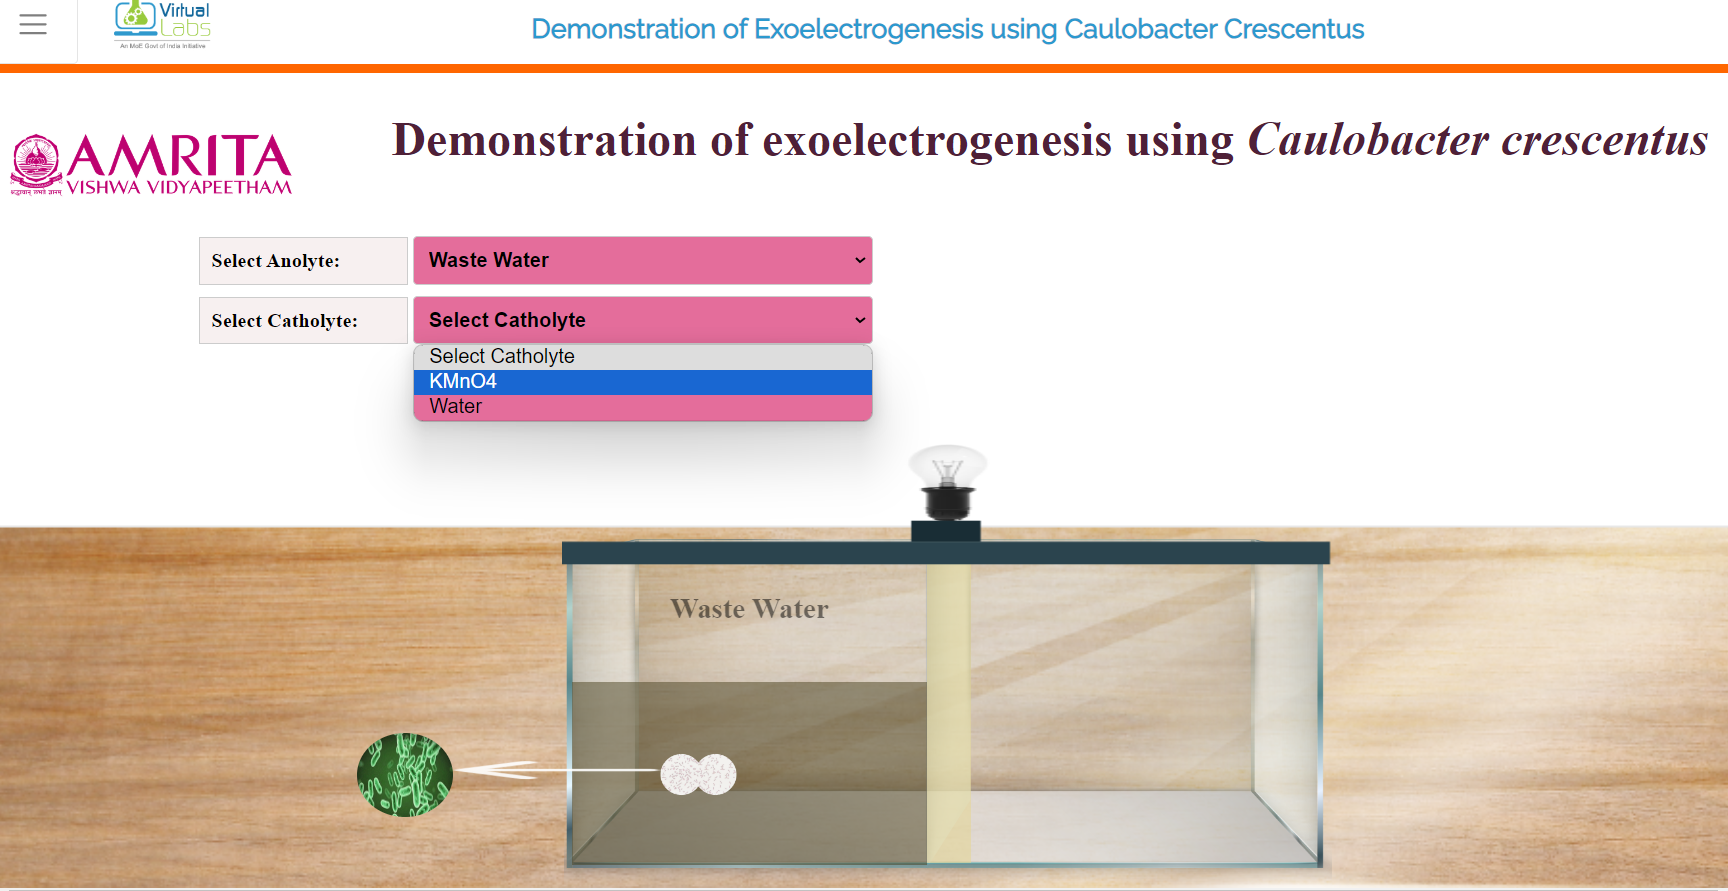 Virtual
Labs
An MoE Govt of India Initiative
Demonstration of Exoelectrogenesis using Caulobacter Crescentus
AMRITA
VISHWA VIDYAPEETHAM
Demonstration of exoelectrogenesis using Caulobacter crescentus
Select Anolyte:
Waste Water
Select Catholyte:
Select Catholyte
Select Catholyte
KMnO4
Water
Waste Water